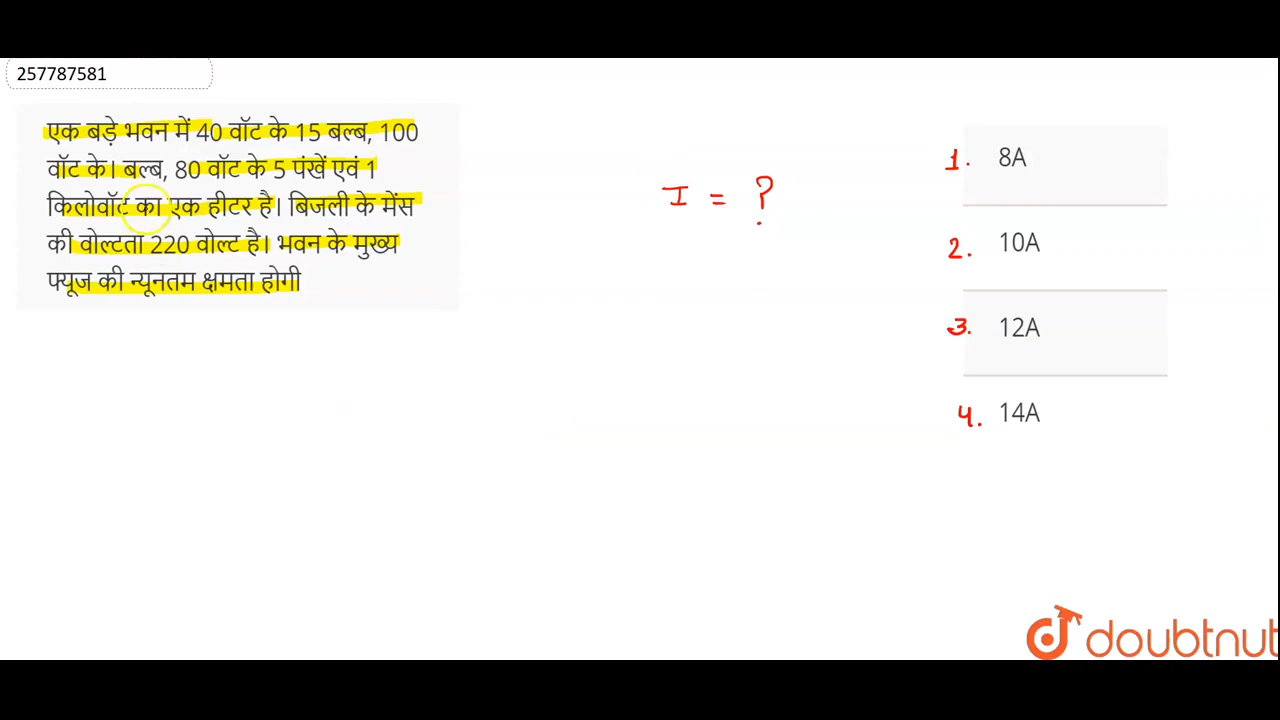 257787581
एक बड़े भवन में 40 वॉट के 15 बल्ब, 100
वॉट के। बल्ब, 80 वॉट के 5 पंखें एवं 1
किलोवॉट का एक हीटर है। बिजली के मेंस
की वोल्टता 220 वोल्ट है। भवन के मुख्य
फ्यूज की न्यूनतम क्षमता होगी
I = ?
1. 8A
2. 10A
3. 12A
4. 14A
doubtnut